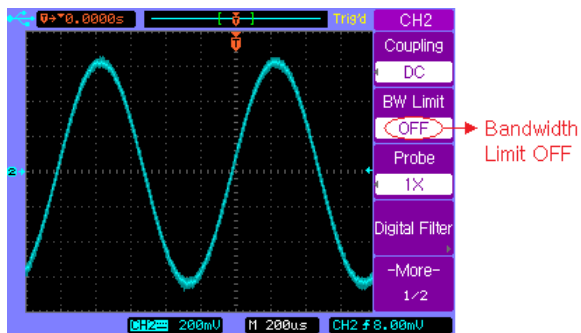 T→▼0.0000s
T
Trig'd
CH2
T
Coupling
DC
BW Limit
OFF
Bandwidth
Limit OFF
Probe
2
1X
Digital Filter
-More-
1/2
CH2 200mV
M 200us
CH2 8.00mV